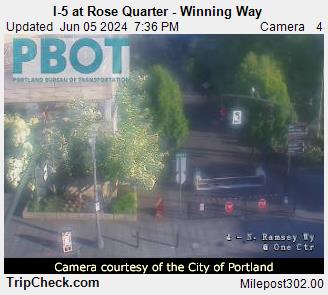 I-5 at Rose Quarter - Winning Way
Updated Jun 05 2024 7:36 PM Camera 4
PBOT
PORTLAND BUREAU OF TRANSPORTATION
4 - N. Ramsey Wy
@ One Ctr
Camera courtesy of the City of Portland
TripCheck.com Milepost302.00